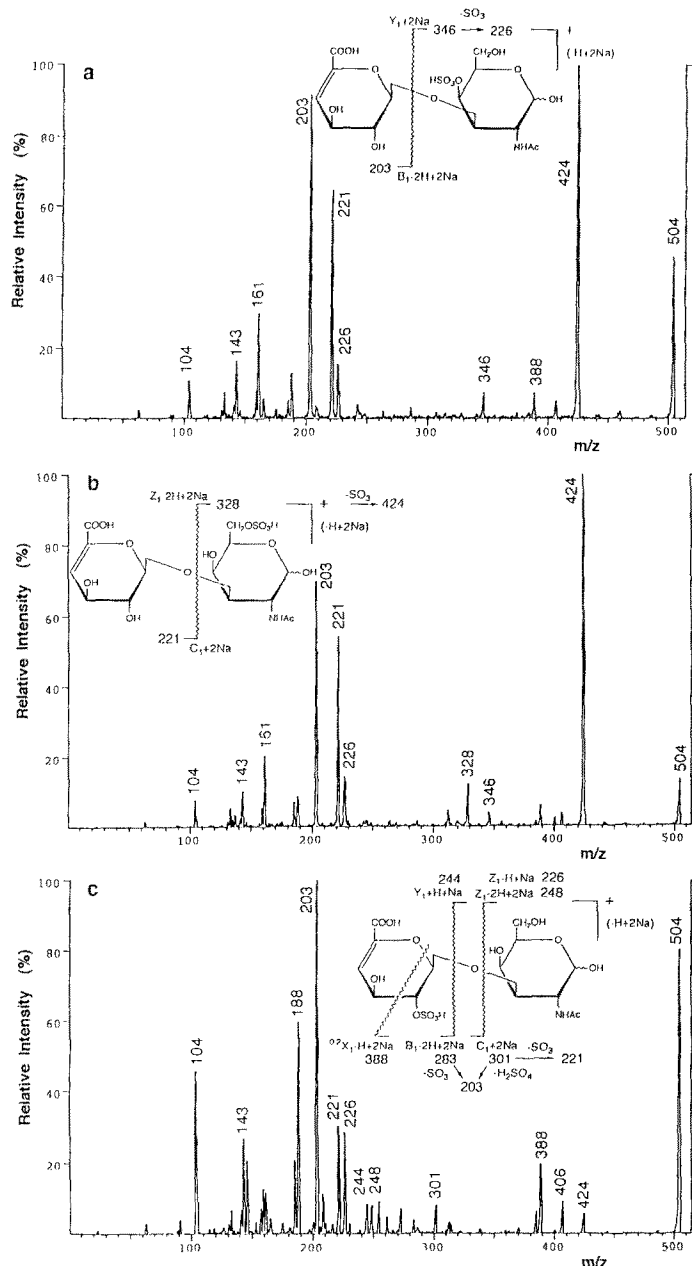 a
Y₁+2Na -SO₃
346 → 226
+
(-H+2Na)
COOH
O
OH
OH
O
CH₂OH
HSO₃O
O
OH
NHAc
203
B₁-2H+2Na
Relative Intensity (%)
100
80
60
40
20
104
143
161
203
221
226
346
388
424
504
100
200
300
400
500
m/z
b
Z₁-2H+2Na 328
+
-SO₃
→ 424
(-H+2Na)
COOH
O
OH
OH
O
CH₂OSO₃H
HO
O
OH
NHAc
221
C₁+2Na
Relative Intensity (%)
100
80
60
40
20
104
143
161
203
221
226
328
346
424
504
100
200
300
400
500
m/z
c
244 Z₁-H+Na 226
Y₁+H+Na Z₁-2H+2Na 248
+
(-H+2Na)
COOH
O
OH
OSO₃H
O
CH₂OH
HO
O
OH
NHAc
⁰·²X₁-H+2Na B₁-2H+2Na C₁+2Na -SO₃
388 283 301 → 221
-SO₃ -H₂SO₄
203
Relative Intensity (%)
100
80
60
40
20
104
143
188
203
221
226
244
248
301
388
406
424
504
100
200
300
400
500
m/z